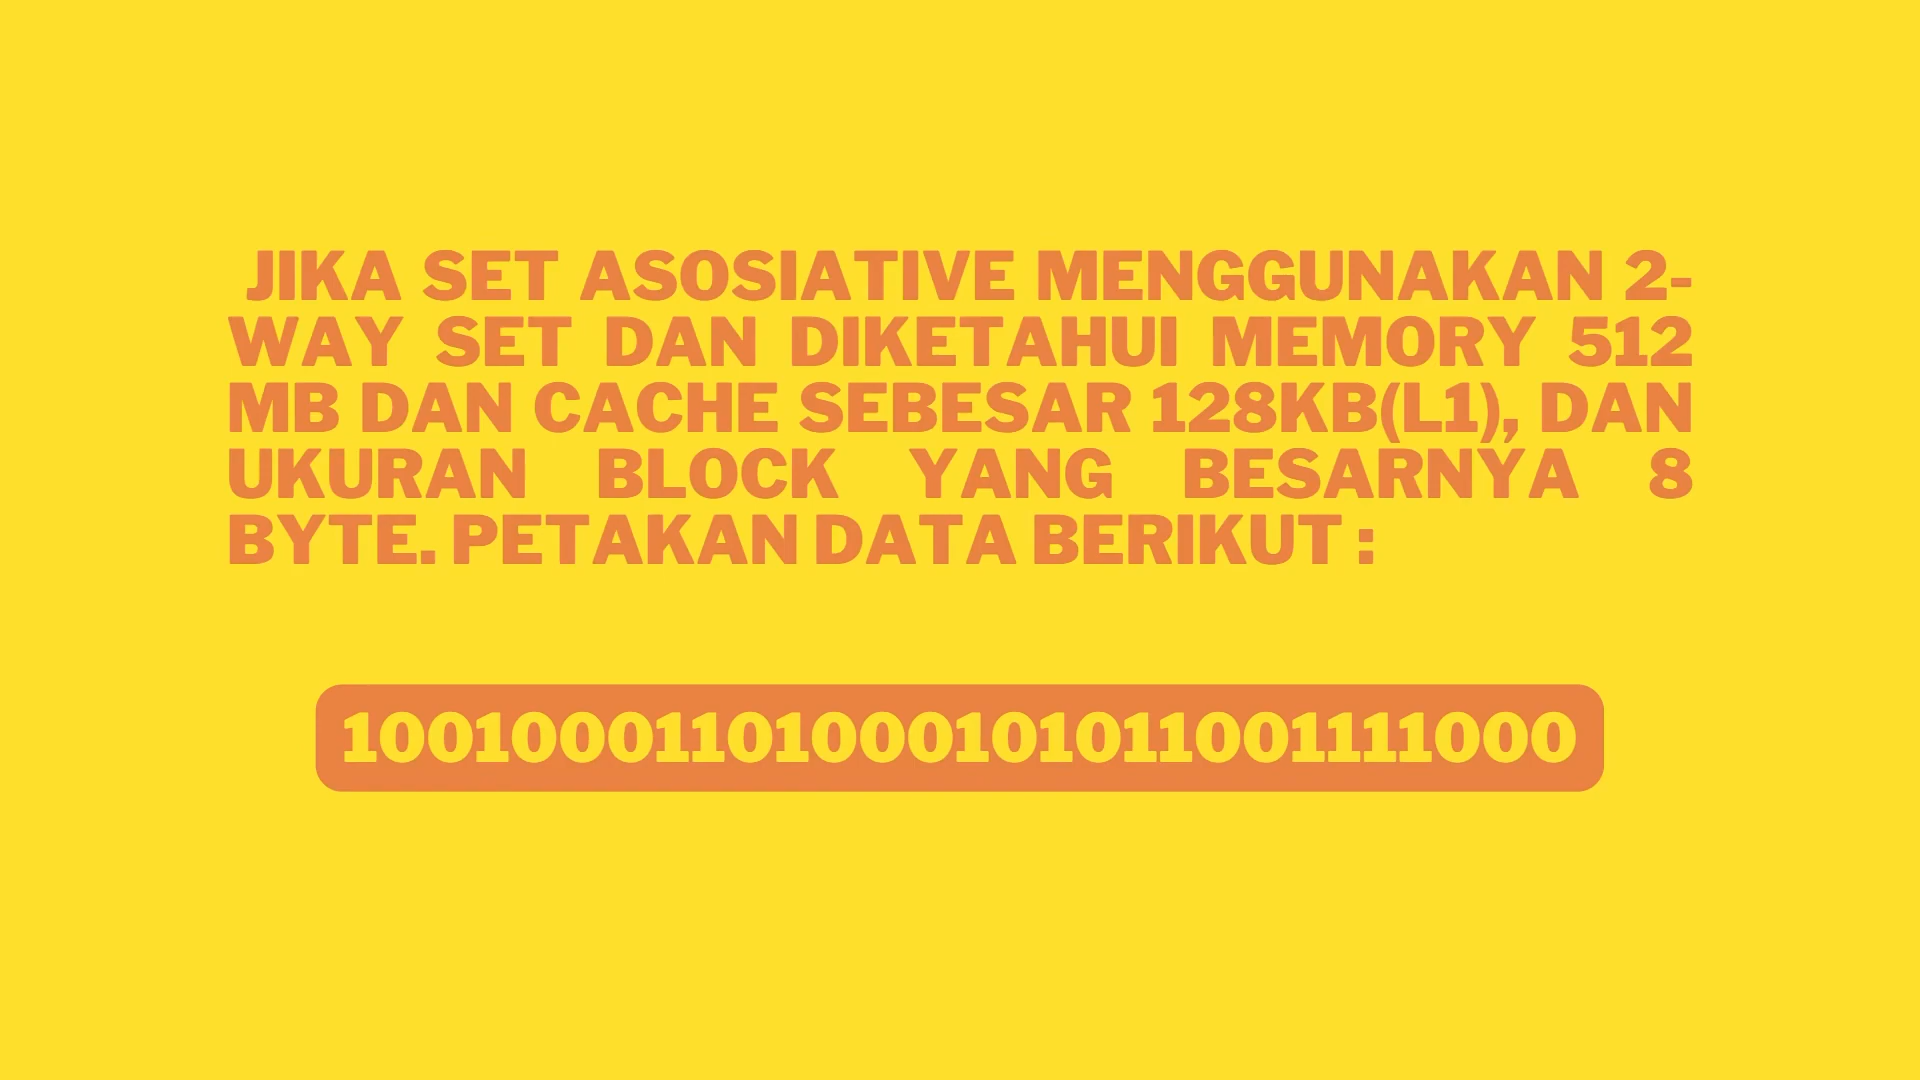 JIKA SET ASOSIATIVE MENGGUNAKAN 2-
WAY SET DAN DIKETAHUI MEMORY 512
MB DAN CACHE SEBESAR 128KB(L1), DAN
UKURAN BLOCK YANG BESARNYA 8
BYTE. PETAKAN DATA BERIKUT :
10010001101000101011001111000